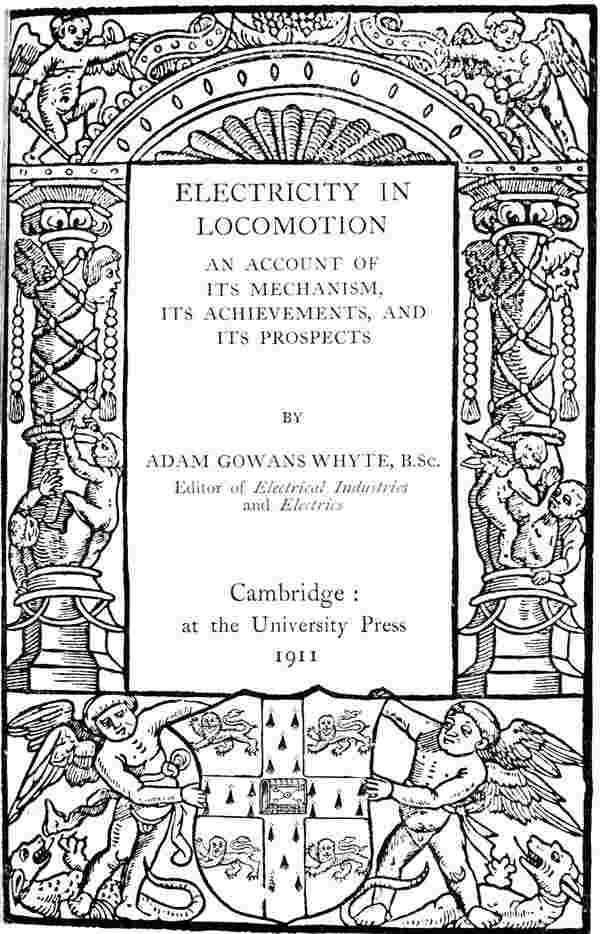 ELECTRICITY IN
LOCOMOTION
AN ACCOUNT OF
ITS MECHANISM,
ITS ACHIEVEMENTS, AND
ITS PROSPECTS
BY
ADAM GOWANS WHYTE, B.Sc.
Editor of Electrical Industries
and Electrics
Cambridge :
at the University Press
1911